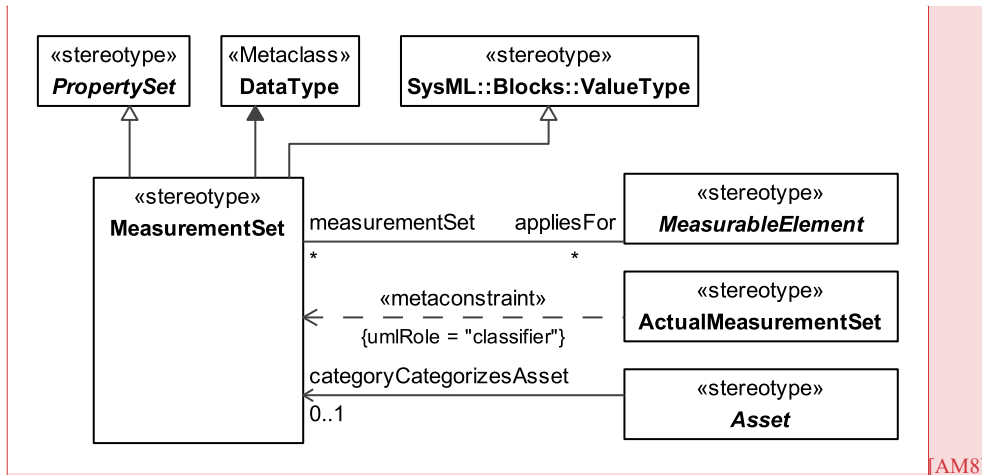 «stereotype»
PropertySet
«Metaclass»
DataType
«stereotype»
SysML::Blocks::ValueType
«stereotype»
MeasurementSet
measurementSet
appliesFor
*
*
«stereotype»
MeasurableElement
«metaconstraint»
{umlRole = "classifier"}
«stereotype»
ActualMeasurementSet
categoryCategorizesAsset
0..1
«stereotype»
Asset
[AM8]